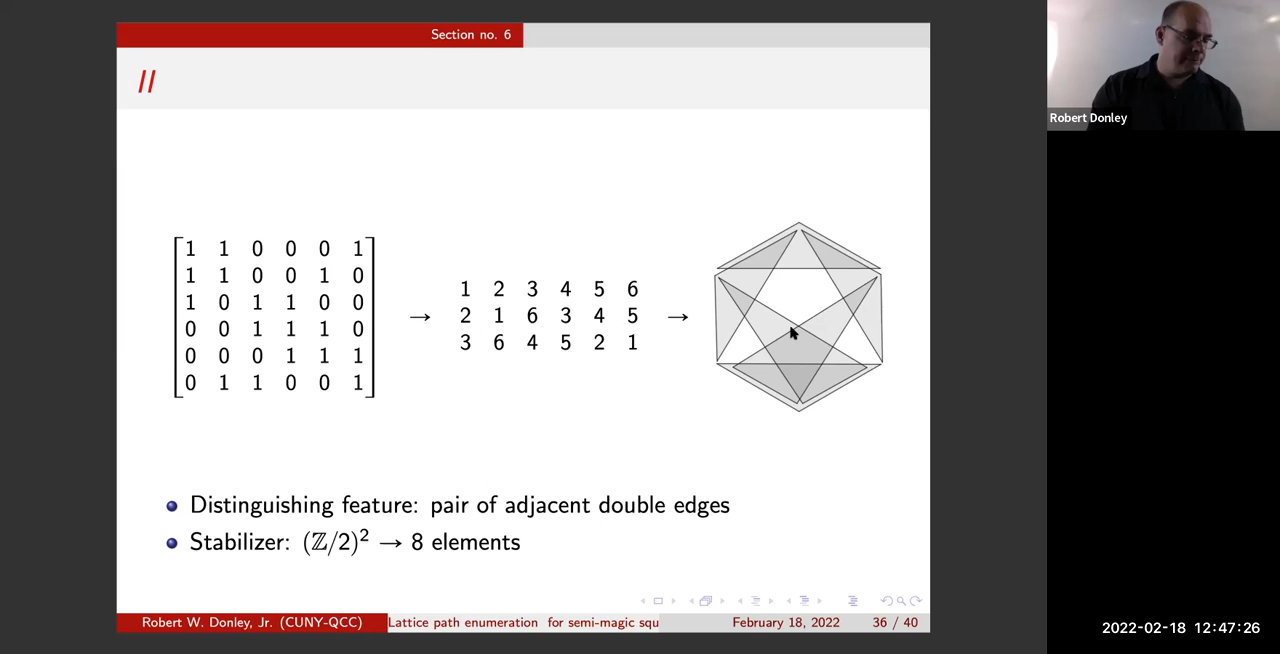 Section no. 6
//
1 1 0 0 0 1
1 1 0 0 1 0
1 0 1 1 0 0
0 0 1 1 1 0
0 0 0 1 1 1
0 1 1 0 0 1
→
1 2 3 4 5 6
2 1 6 3 4 5
3 6 4 5 2 1
→
Distinguishing feature: pair of adjacent double edges
Stabilizer: (ℤ/2)² → 8 elements
Robert W. Donley, Jr. (CUNY-QCC) Lattice path enumeration for semi-magic squ February 18, 2022 36 / 40
Robert Donley
2022-02-18 12:47:26